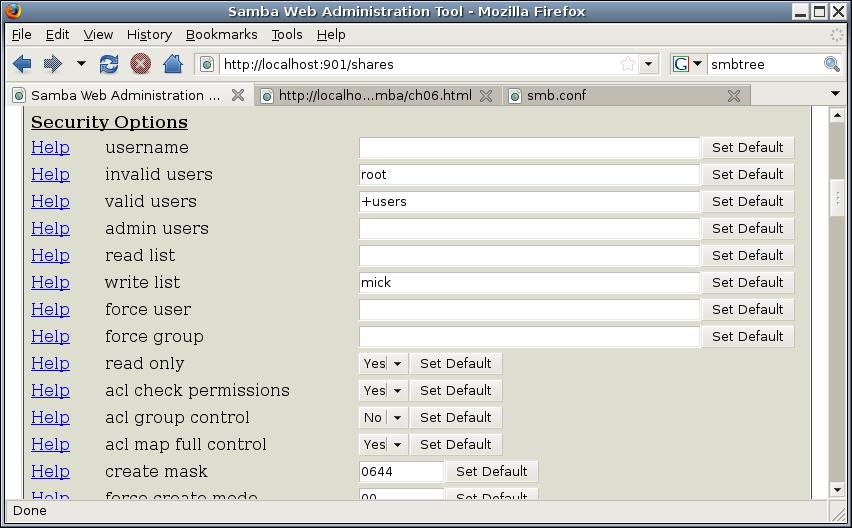 Samba Web Administration Tool - Mozilla Firefox
File Edit View History Bookmarks Tools Help
http://localhost:901/shares smbtree
Samba Web Administration ... http://localho...mba/ch06.html smb.conf
Security Options
Help username Set Default
Help invalid users root Set Default
Help valid users +users Set Default
Help admin users Set Default
Help read list Set Default
Help write list mick Set Default
Help force user Set Default
Help force group Set Default
Help read only Yes Set Default
Help acl check permissions Yes Set Default
Help acl group control No Set Default
Help acl map full control Yes Set Default
Help create mask 0644 Set Default
Help force create mode 00 Set Default
Done